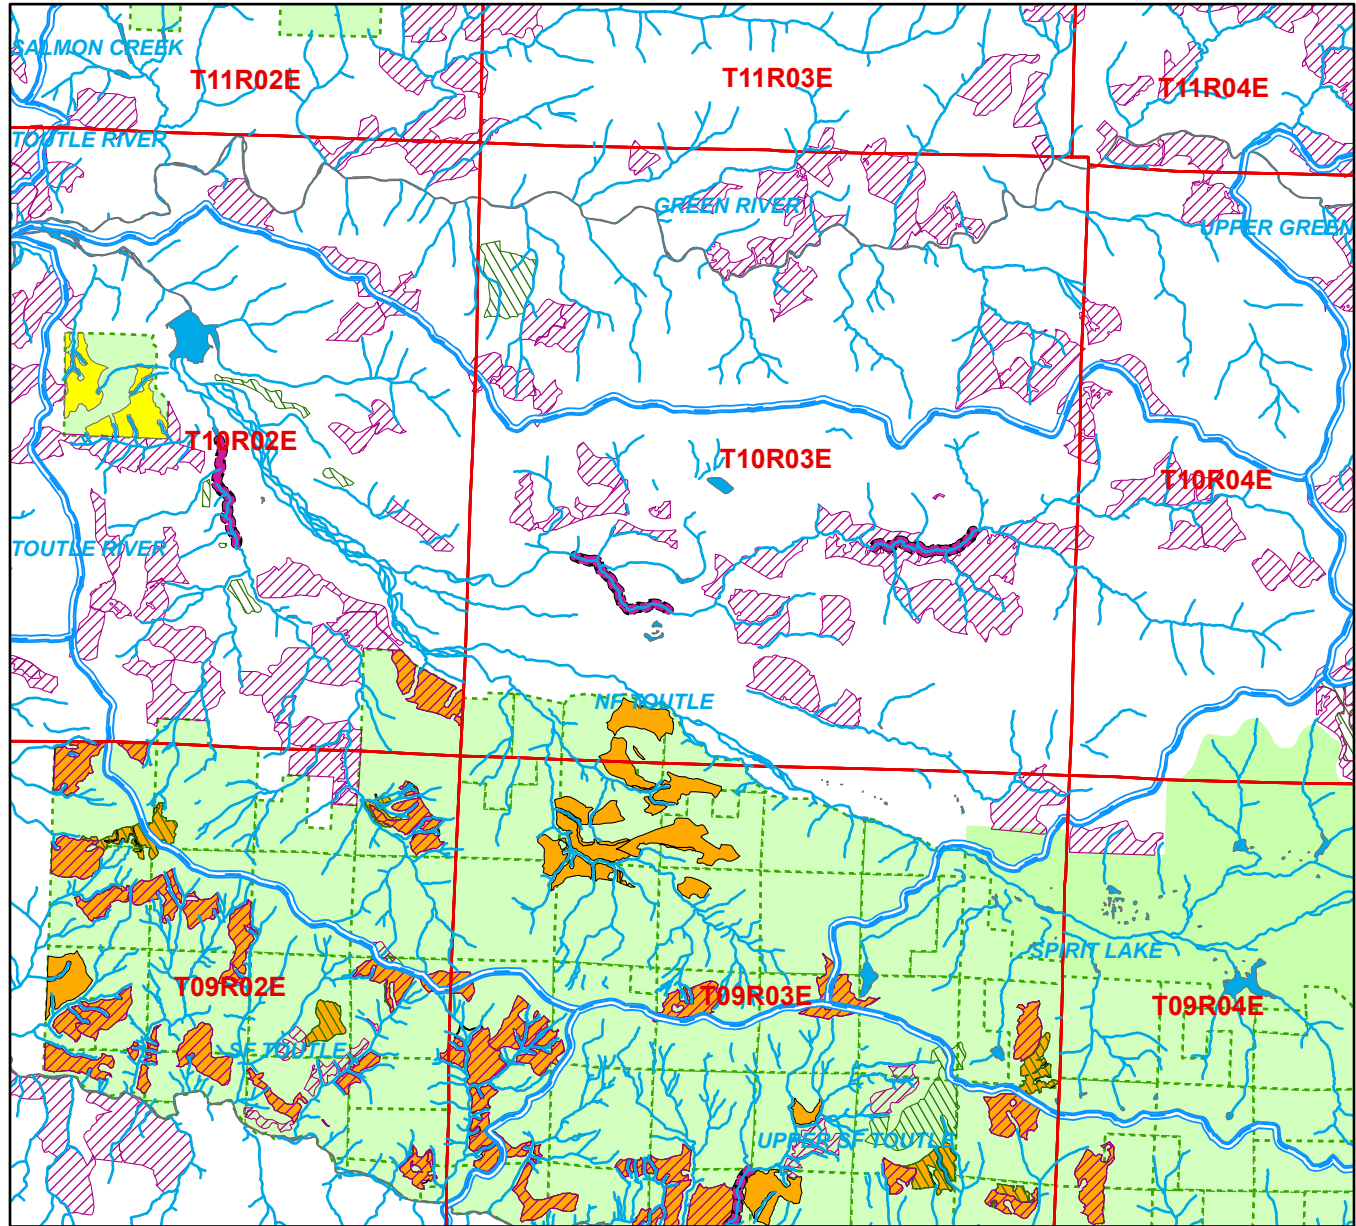 SALMON CREEK
T11R02E
T11R03E
T11R04E
TOUTLE RIVER
GREEN RIVER
UPPER GREEN
T10R02E
T10R03E
T10R04E
TOUTLE RIVER
NF TOUTLE
SPIRIT LAKE
T09R02E
T09R03E
T09R04E
SF TOUTLE
UPPER SF TOUTLE